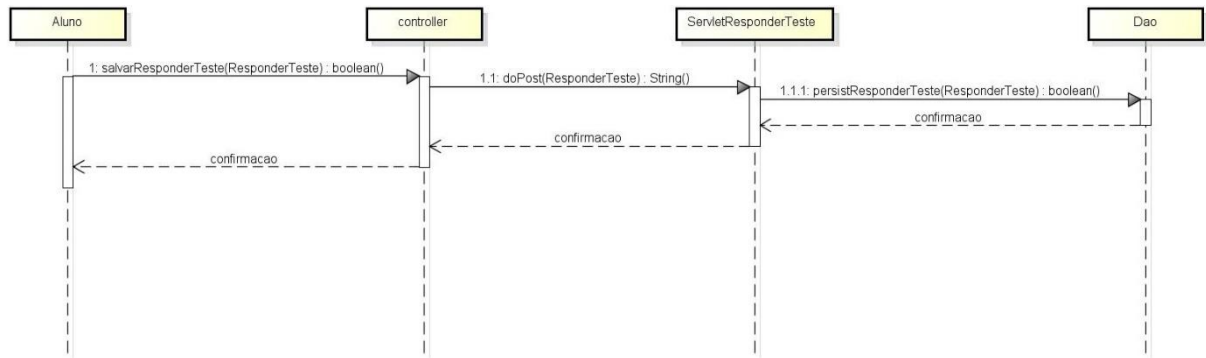 Aluno
controller
ServletResponderTeste
Dao
1: salvarResponderTeste(ResponderTeste) : boolean()
1.1: doPost(ResponderTeste) : String()
1.1.1: persistResponderTeste(ResponderTeste) : boolean()
confirmacao
confirmacao
confirmacao